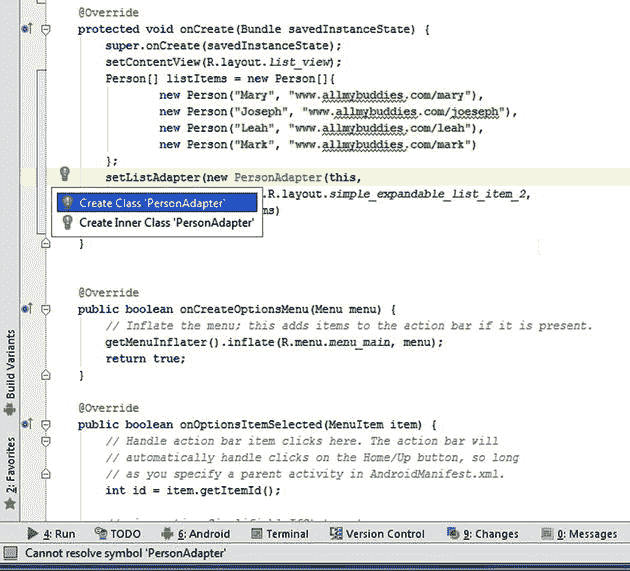 @Override
protected void onCreate(Bundle savedInstanceState) {
super.onCreate(savedInstanceState);
setContentView(R.layout.list_view);
Person[] listItems = new Person[]{
new Person("Mary", "www.allmybuddies.com/mary"),
new Person("Joseph", "www.allmybuddies.com/joeseph"),
new Person("Leah", "www.allmybuddies.com/leah"),
new Person("Mark", "www.allmybuddies.com/mark")
};
setListAdapter(new PersonAdapter(this,
Create Class 'PersonAdapter'
.R.layout.simple_expandable_list_item_2,
Create Inner Class 'PersonAdapter'
ms)
}
@Override
public boolean onCreateOptionsMenu(Menu menu) {
// Inflate the menu; this adds items to the action bar if it is present.
getMenuInflater().inflate(R.menu.menu_main, menu);
return true;
}
@Override
public boolean onOptionsItemSelected(MenuItem item) {
// Handle action bar item clicks here. The action bar will
// automatically handle clicks on the Home/Up button, so long
// as you specify a parent activity in AndroidManifest.xml.
int id = item.getItemId();
Build Variants
2: Favorites
4: Run TODO 6: Android Terminal Version Control 9: Changes 0: Messages
Cannot resolve symbol 'PersonAdapter'